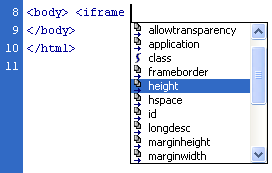 8 <body> <iframe
9 </body>
10 </html>
11
allowtransparency
application
class
frameborder
height
hspace
id
longdesc
marginheight
marginwidth